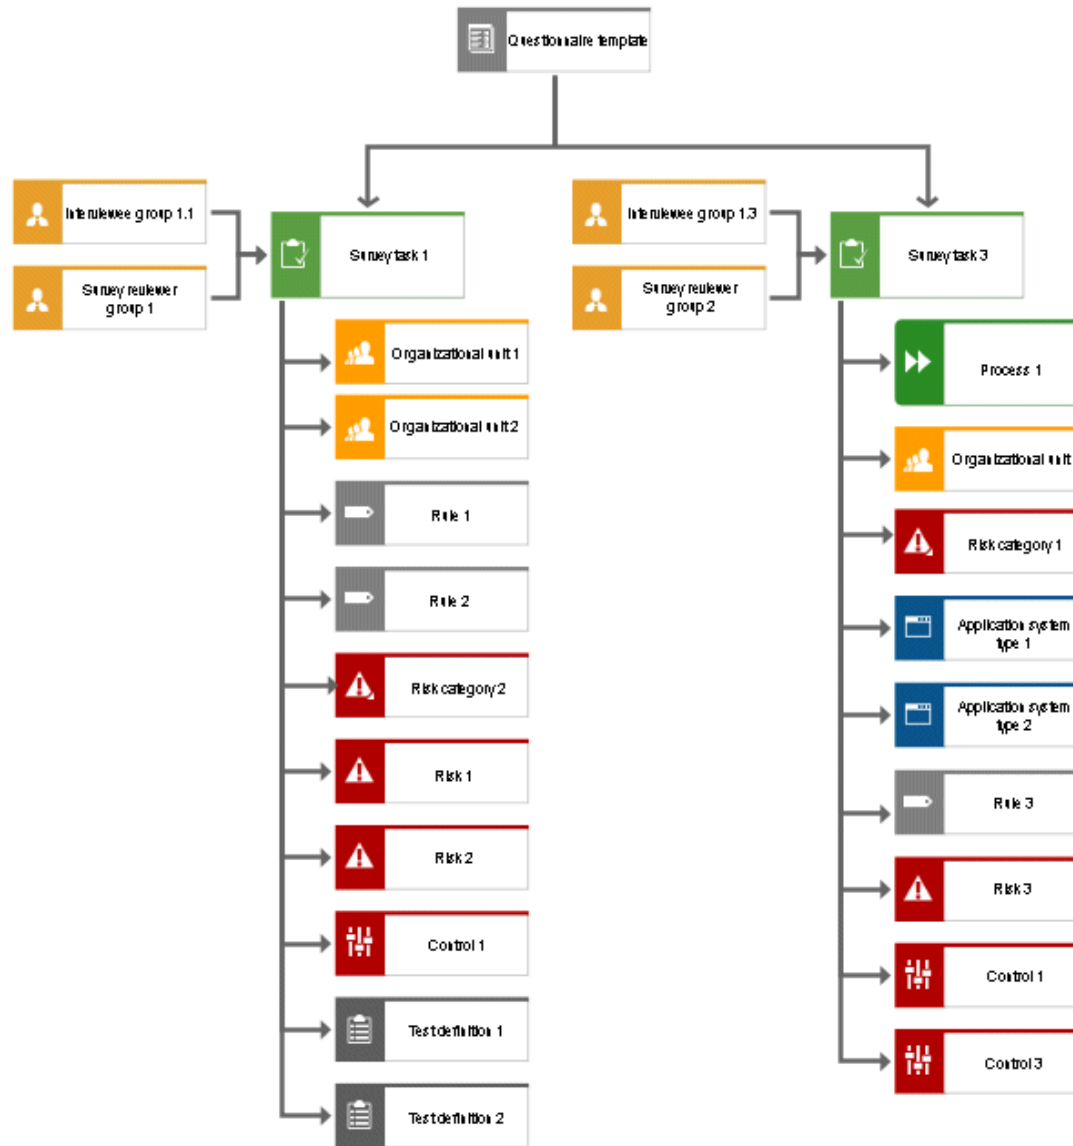 Questionnaire template
Interviewee group 1.1
Survey reviewer
group 1
Survey task 1
Organizational unit 1
Organizational unit 2
Rule 1
Rule 2
Risk category 2
Risk 1
Risk 2
Control 1
Test definition 1
Test definition 2
Interviewee group 1.3
Survey reviewer
group 2
Survey task 3
Process 1
Organizational unit
Risk category 1
Application system
type 1
Application system
type 2
Rule 3
Risk 3
Control 1
Control 3